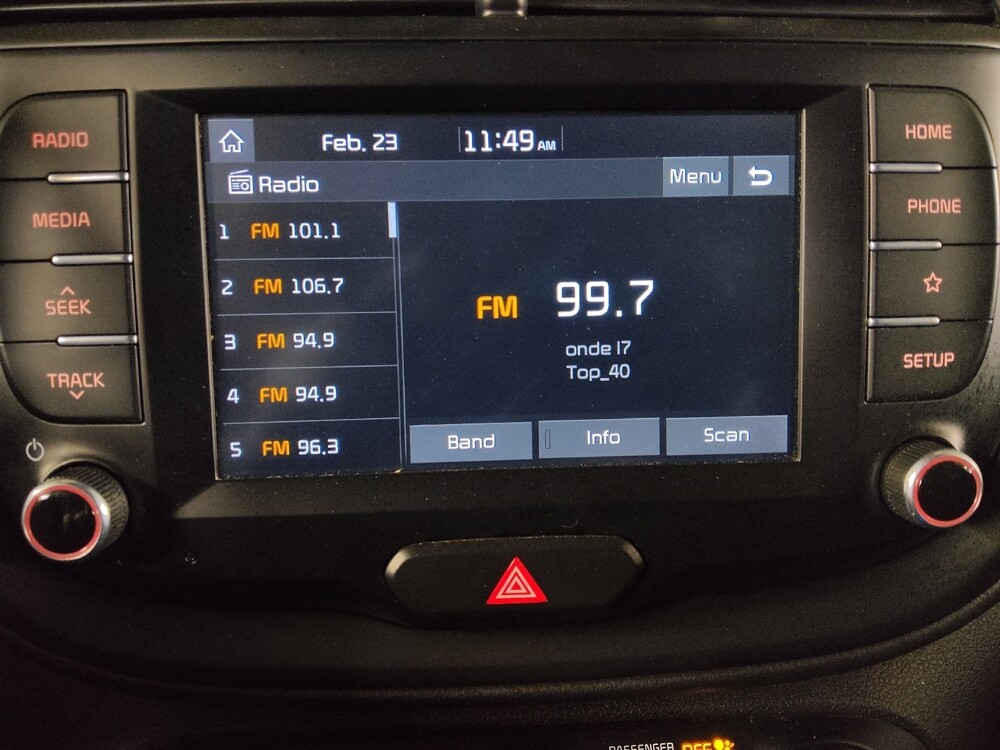 RADIO
MEDIA
SEEK
TRACK
Feb. 23 11:49 AM
Radio
Menu
1 FM 101.1
2 FM 106.7
3 FM 94.9
4 FM 94.9
5 FM 96.3
FM 99.7
onde 17
Top_40
Band
Info
Scan
HOME
PHONE
SETUP
PASSENGER OFF